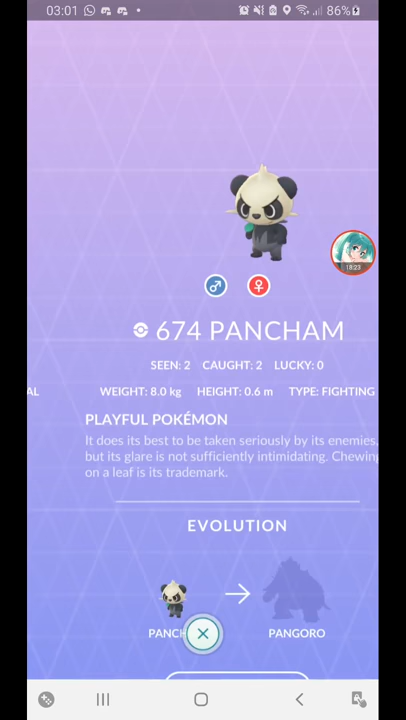 03:01 86%
18:23
674 PANCHAM
SEEN: 2 CAUGHT: 2 LUCKY: 0
AL WEIGHT: 8.0 kg HEIGHT: 0.6 m TYPE: FIGHTING
PLAYFUL POKÉMON
It does its best to be taken seriously by its enemies,
but its glare is not sufficiently intimidating. Chewing
on a leaf is its trademark.
EVOLUTION
PANCH PANGORO